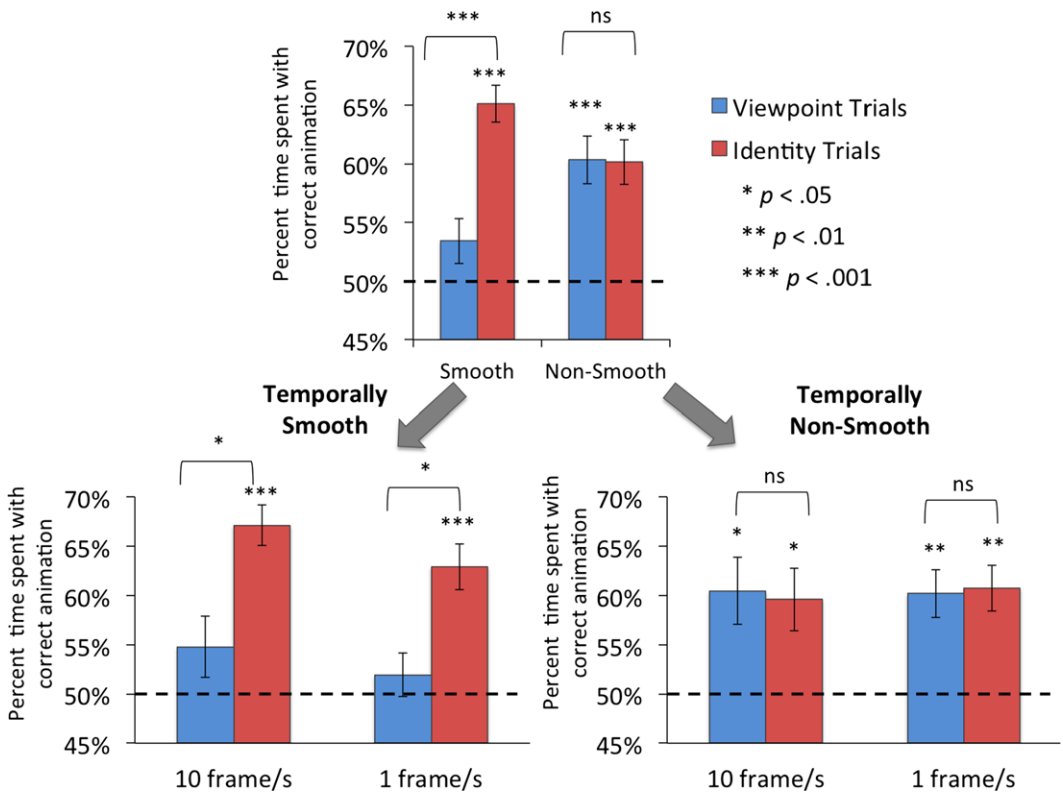 ***
ns
70%
65%
60%
55%
50%
45%
Percent time spent with
correct animation
***
***
***
Smooth
Non-Smooth
Viewpoint Trials
Identity Trials
* p < .05
** p < .01
*** p < .001
Temporally
Smooth
Temporally
Non-Smooth
*
*
70%
65%
60%
55%
50%
45%
Percent time spent with
correct animation
***
***
10 frame/s
1 frame/s
ns
ns
70%
65%
60%
55%
50%
45%
Percent time spent with
correct animation
*
*
**
**
10 frame/s
1 frame/s